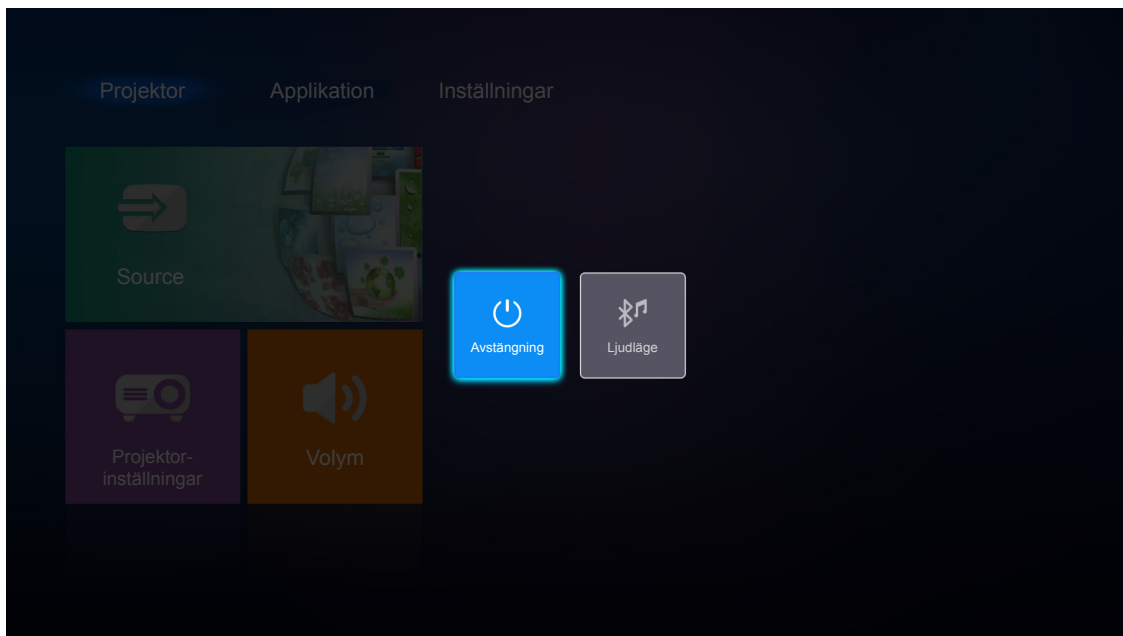 Projektor Applikation Inställningar
Source
Avstängning Ljudläge
Projektor-
inställningar
Volym